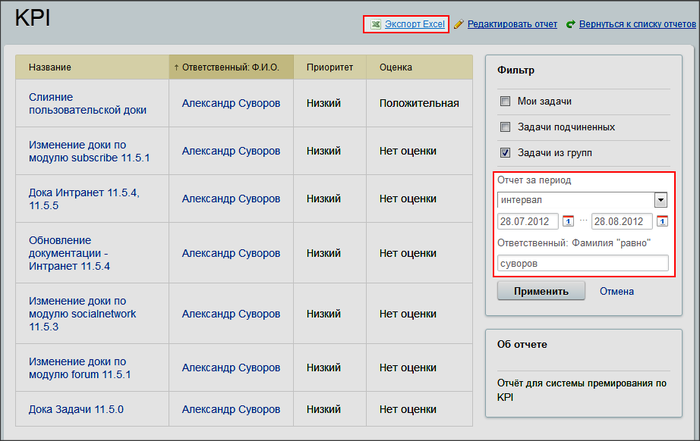 KPI
Экспорт Excel Редактировать отчет Вернуться к списку отчетов
Название ↑ Ответственный: Ф.И.О. Приоритет Оценка
Слияние
пользовательской доки Александр Суворов Низкий Положительная
Изменение доки по
модулю subscribe 11.5.1 Александр Суворов Низкий Нет оценки
Дока Интранет 11.5.4,
11.5.5 Александр Суворов Низкий Нет оценки
Обновление
документации -
Интранет 11.5.4 Александр Суворов Низкий Нет оценки
Изменение доки по
модулю socialnetwork
11.5.3 Александр Суворов Низкий Нет оценки
Изменение доки по
модулю forum 11.5.1 Александр Суворов Низкий Нет оценки
Дока Задачи 11.5.0 Александр Суворов Низкий Нет оценки
Фильтр
Мои задачи
Задачи подчиненных
Задачи из групп
Отчет за период
интервал
28.07.2012 1 ... 28.08.2012 1
Ответственный: Фамилия "равно"
суворов
Применить Отмена
Об отчете
Отчёт для системы премирования по
KPI